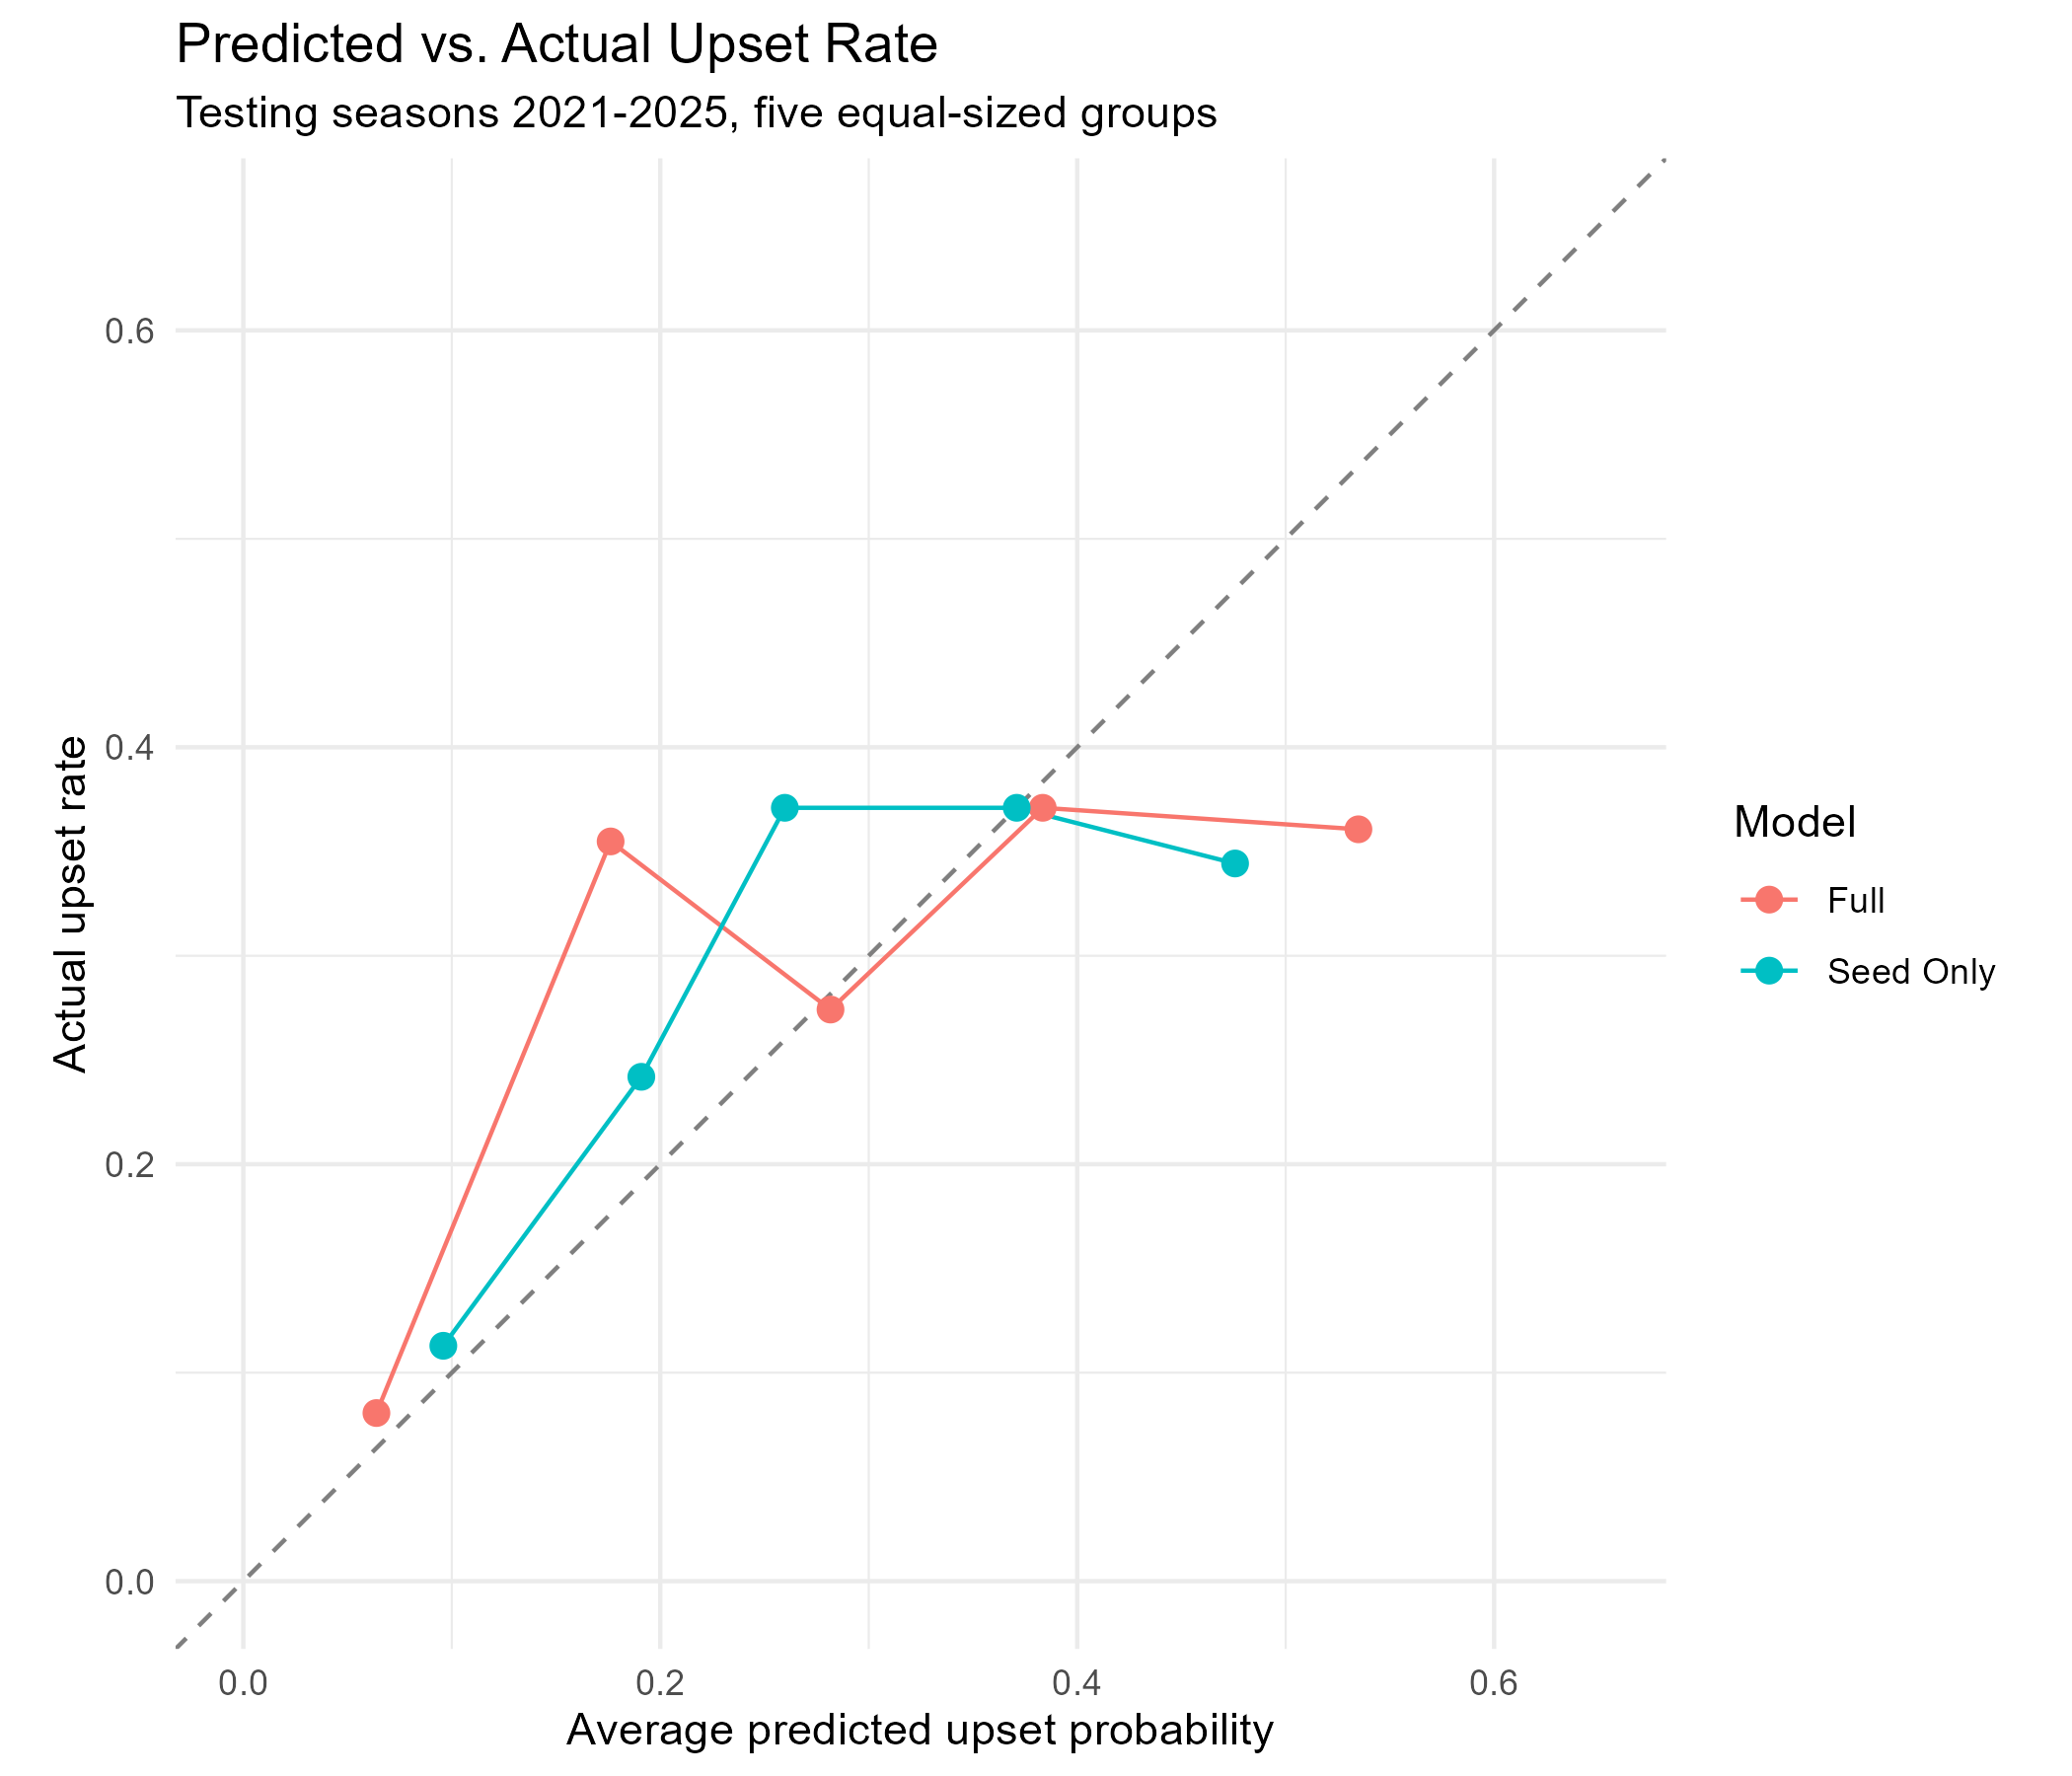 Predicted vs. Actual Upset Rate
Testing seasons 2021-2025, five equal-sized groups
Actual upset rate
0.6
0.4
0.2
0.0
0.0
0.2
0.4
0.6
Average predicted upset probability
Model
Full
Seed Only